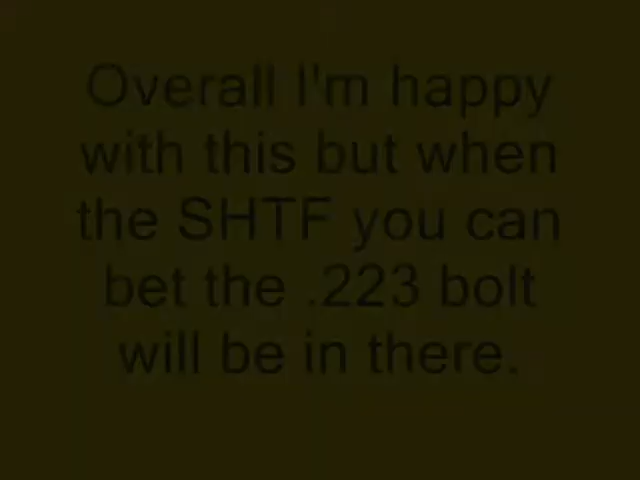 Overall I'm happy
with this but when
the SHTF you can
bet the .223 bolt
will be in there.